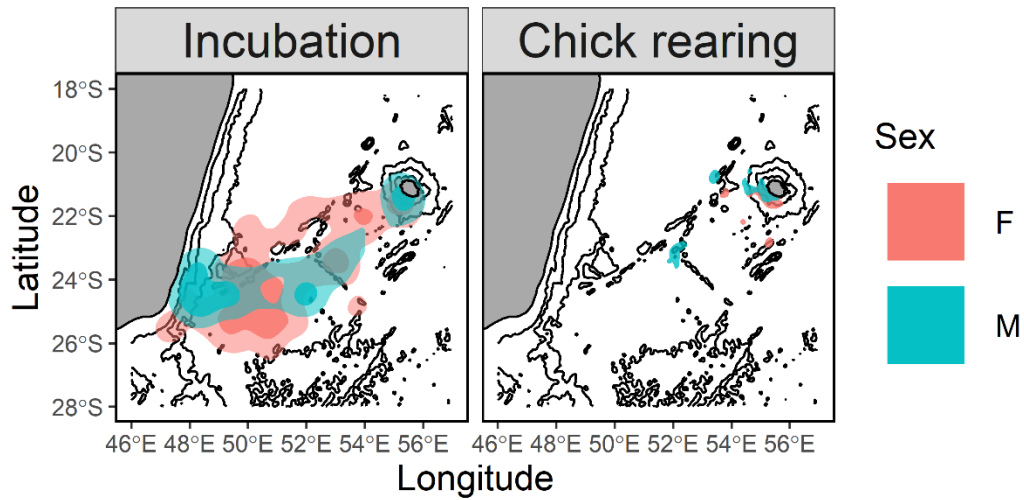 Incubation
Chick rearing
18°S
20°S
22°S
24°S
26°S
28°S
Latitude
46°E 48°E 50°E 52°E 54°E 56°E
46°E 48°E 50°E 52°E 54°E 56°E
Longitude
Sex
F
M